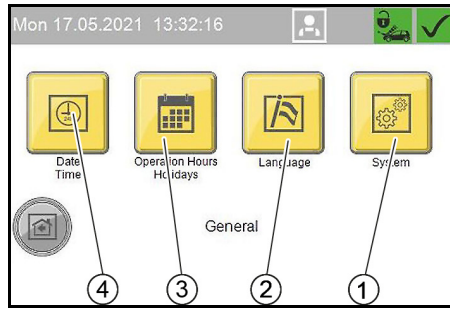 Mon 17.05.2021 13:32:16
24
Date
Time
Operation Hours
Holidays
Language
System
General
4
3
2
1